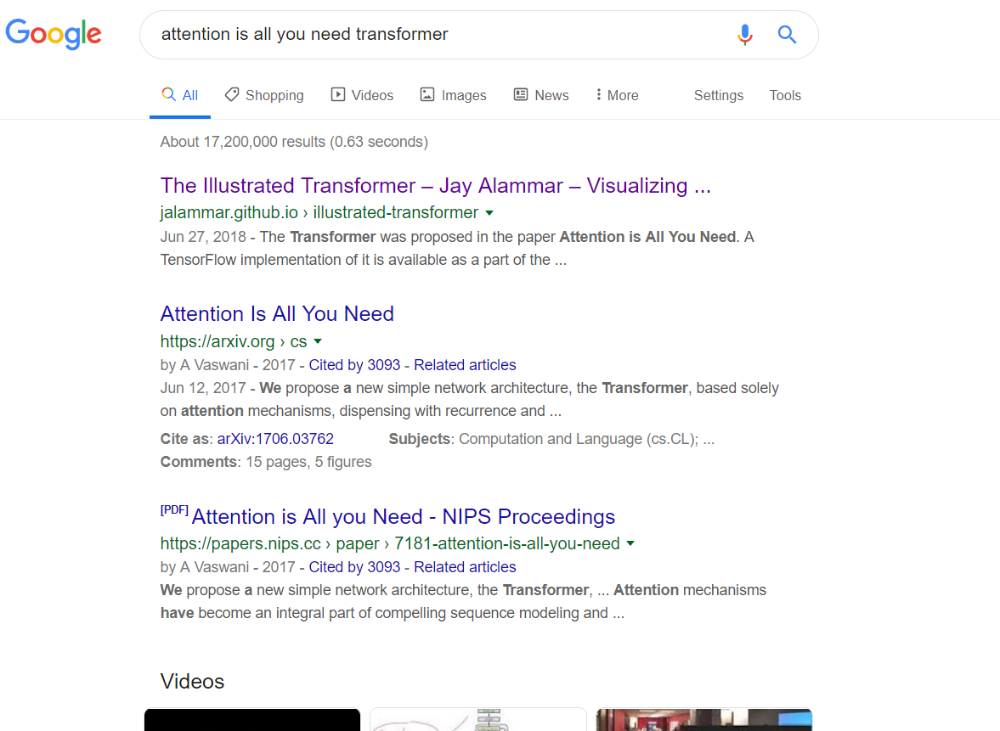 Google
attention is all you need transformer
All Shopping Videos Images News More Settings Tools
About 17,200,000 results (0.63 seconds)
The Illustrated Transformer – Jay Alammar – Visualizing ...
jalammar.github.io › illustrated-transformer
Jun 27, 2018 - The Transformer was proposed in the paper Attention is All You Need. A
TensorFlow implementation of it is available as a part of the ...
Attention Is All You Need
https://arxiv.org › cs
by A Vaswani - 2017 - Cited by 3093 - Related articles
Jun 12, 2017 - We propose a new simple network architecture, the Transformer, based solely
on attention mechanisms, dispensing with recurrence and ...
Cite as: arXiv:1706.03762 Subjects: Computation and Language (cs.CL); ...
Comments: 15 pages, 5 figures
[PDF] Attention is All you Need - NIPS Proceedings
https://papers.nips.cc › paper › 7181-attention-is-all-you-need
by A Vaswani - 2017 - Cited by 3093 - Related articles
We propose a new simple network architecture, the Transformer, ... Attention mechanisms
have become an integral part of compelling sequence modeling and ...
Videos